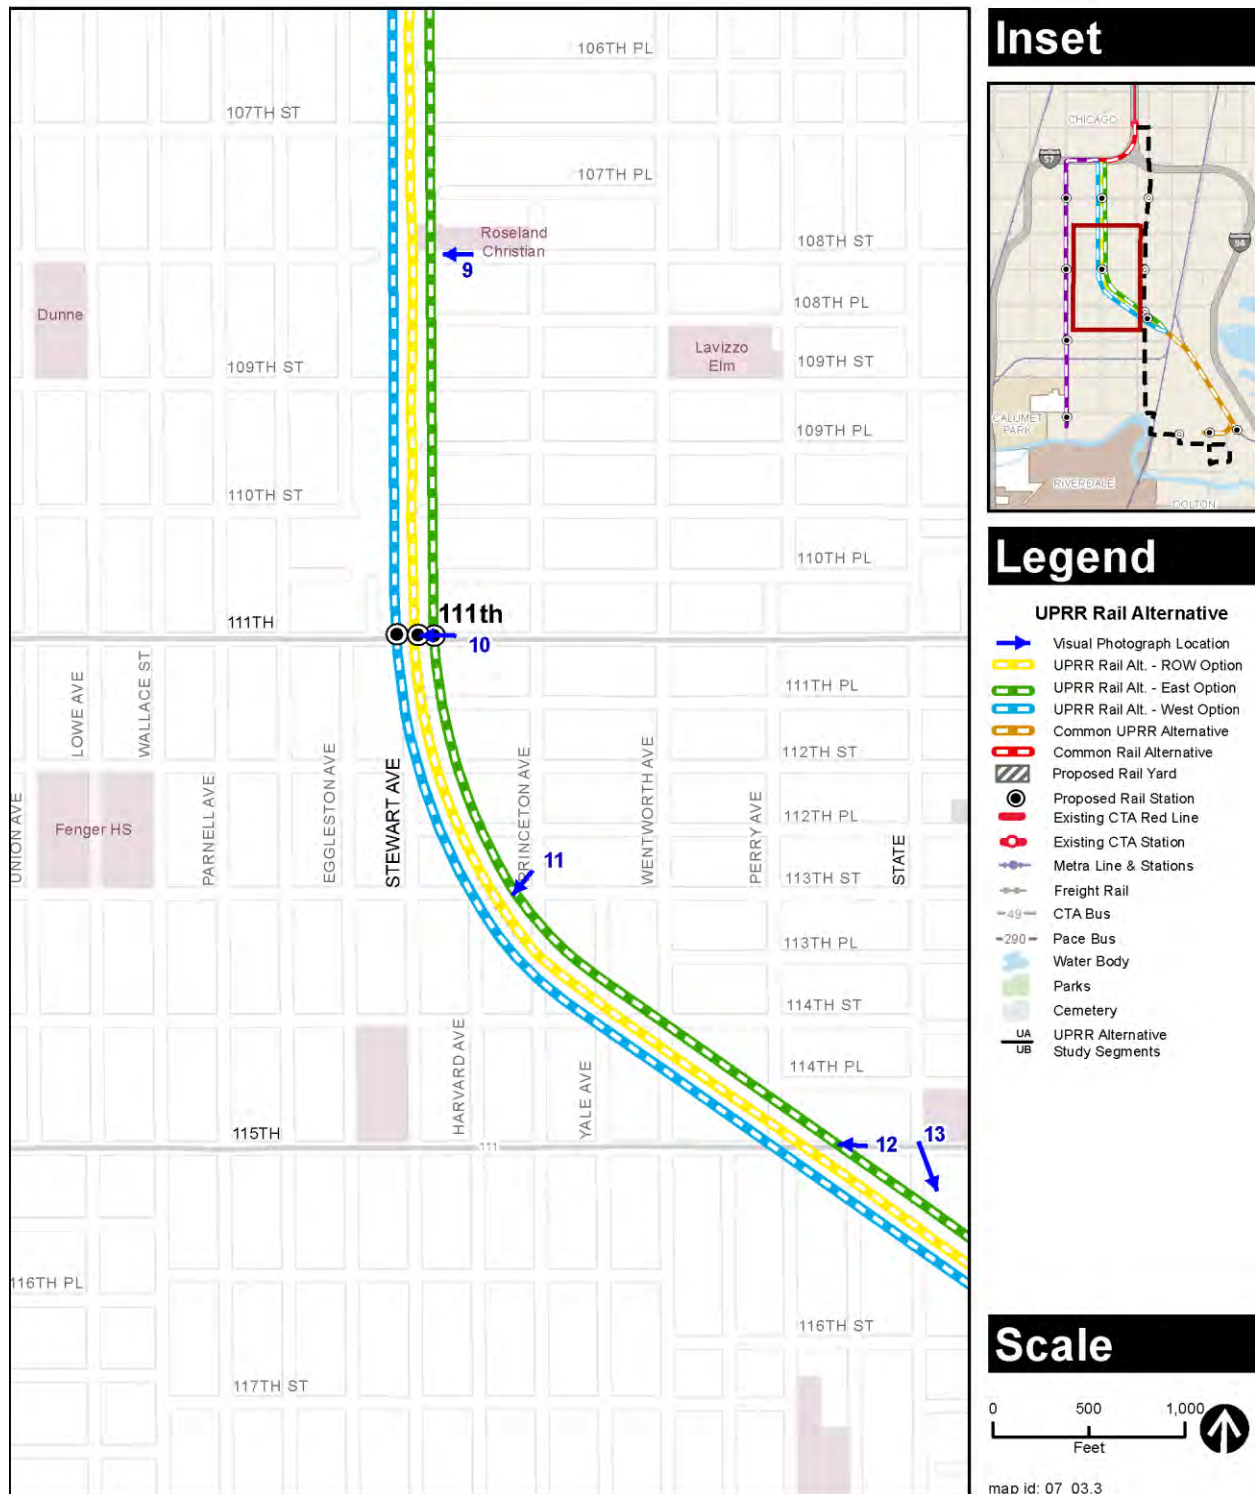 106TH PL
107TH ST
107TH PL
Roseland
Christian
108TH ST
9
108TH PL
Dunne
Lavizzo
Elm
109TH ST
109TH ST
109TH PL
110TH ST
110TH PL
111th
111TH
10
111TH PL
LOWE AVE
WALLACE ST
112TH ST
UNION AVE
PARNELL AVE
EGGLESTON AVE
STEWART AVE
PRINCETON AVE
WENTWORTH AVE
PERRY AVE
STATE
112TH PL
Fenger HS
11
113TH ST
113TH PL
114TH ST
114TH PL
HARVARD AVE
YALE AVE
115TH
111
12
13
116TH PL
116TH ST
117TH ST
Inset
CHICAGO
57
94
CALUMET
PARK
RIVERDALE
DOLTON
Legend
UPRR Rail Alternative
Visual Photograph Location
UPRR Rail Alt. - ROW Option
UPRR Rail Alt. - East Option
UPRR Rail Alt. - West Option
Common UPRR Alternative
Common Rail Alternative
Proposed Rail Yard
Proposed Rail Station
Existing CTA Red Line
Existing CTA Station
Metra Line & Stations
Freight Rail
49 CTA Bus
290 Pace Bus
Water Body
Parks
Cemetery
UA
UB
UPRR Alternative
Study Segments
Scale
0 500 1,000
Feet
map id: 07_03.3